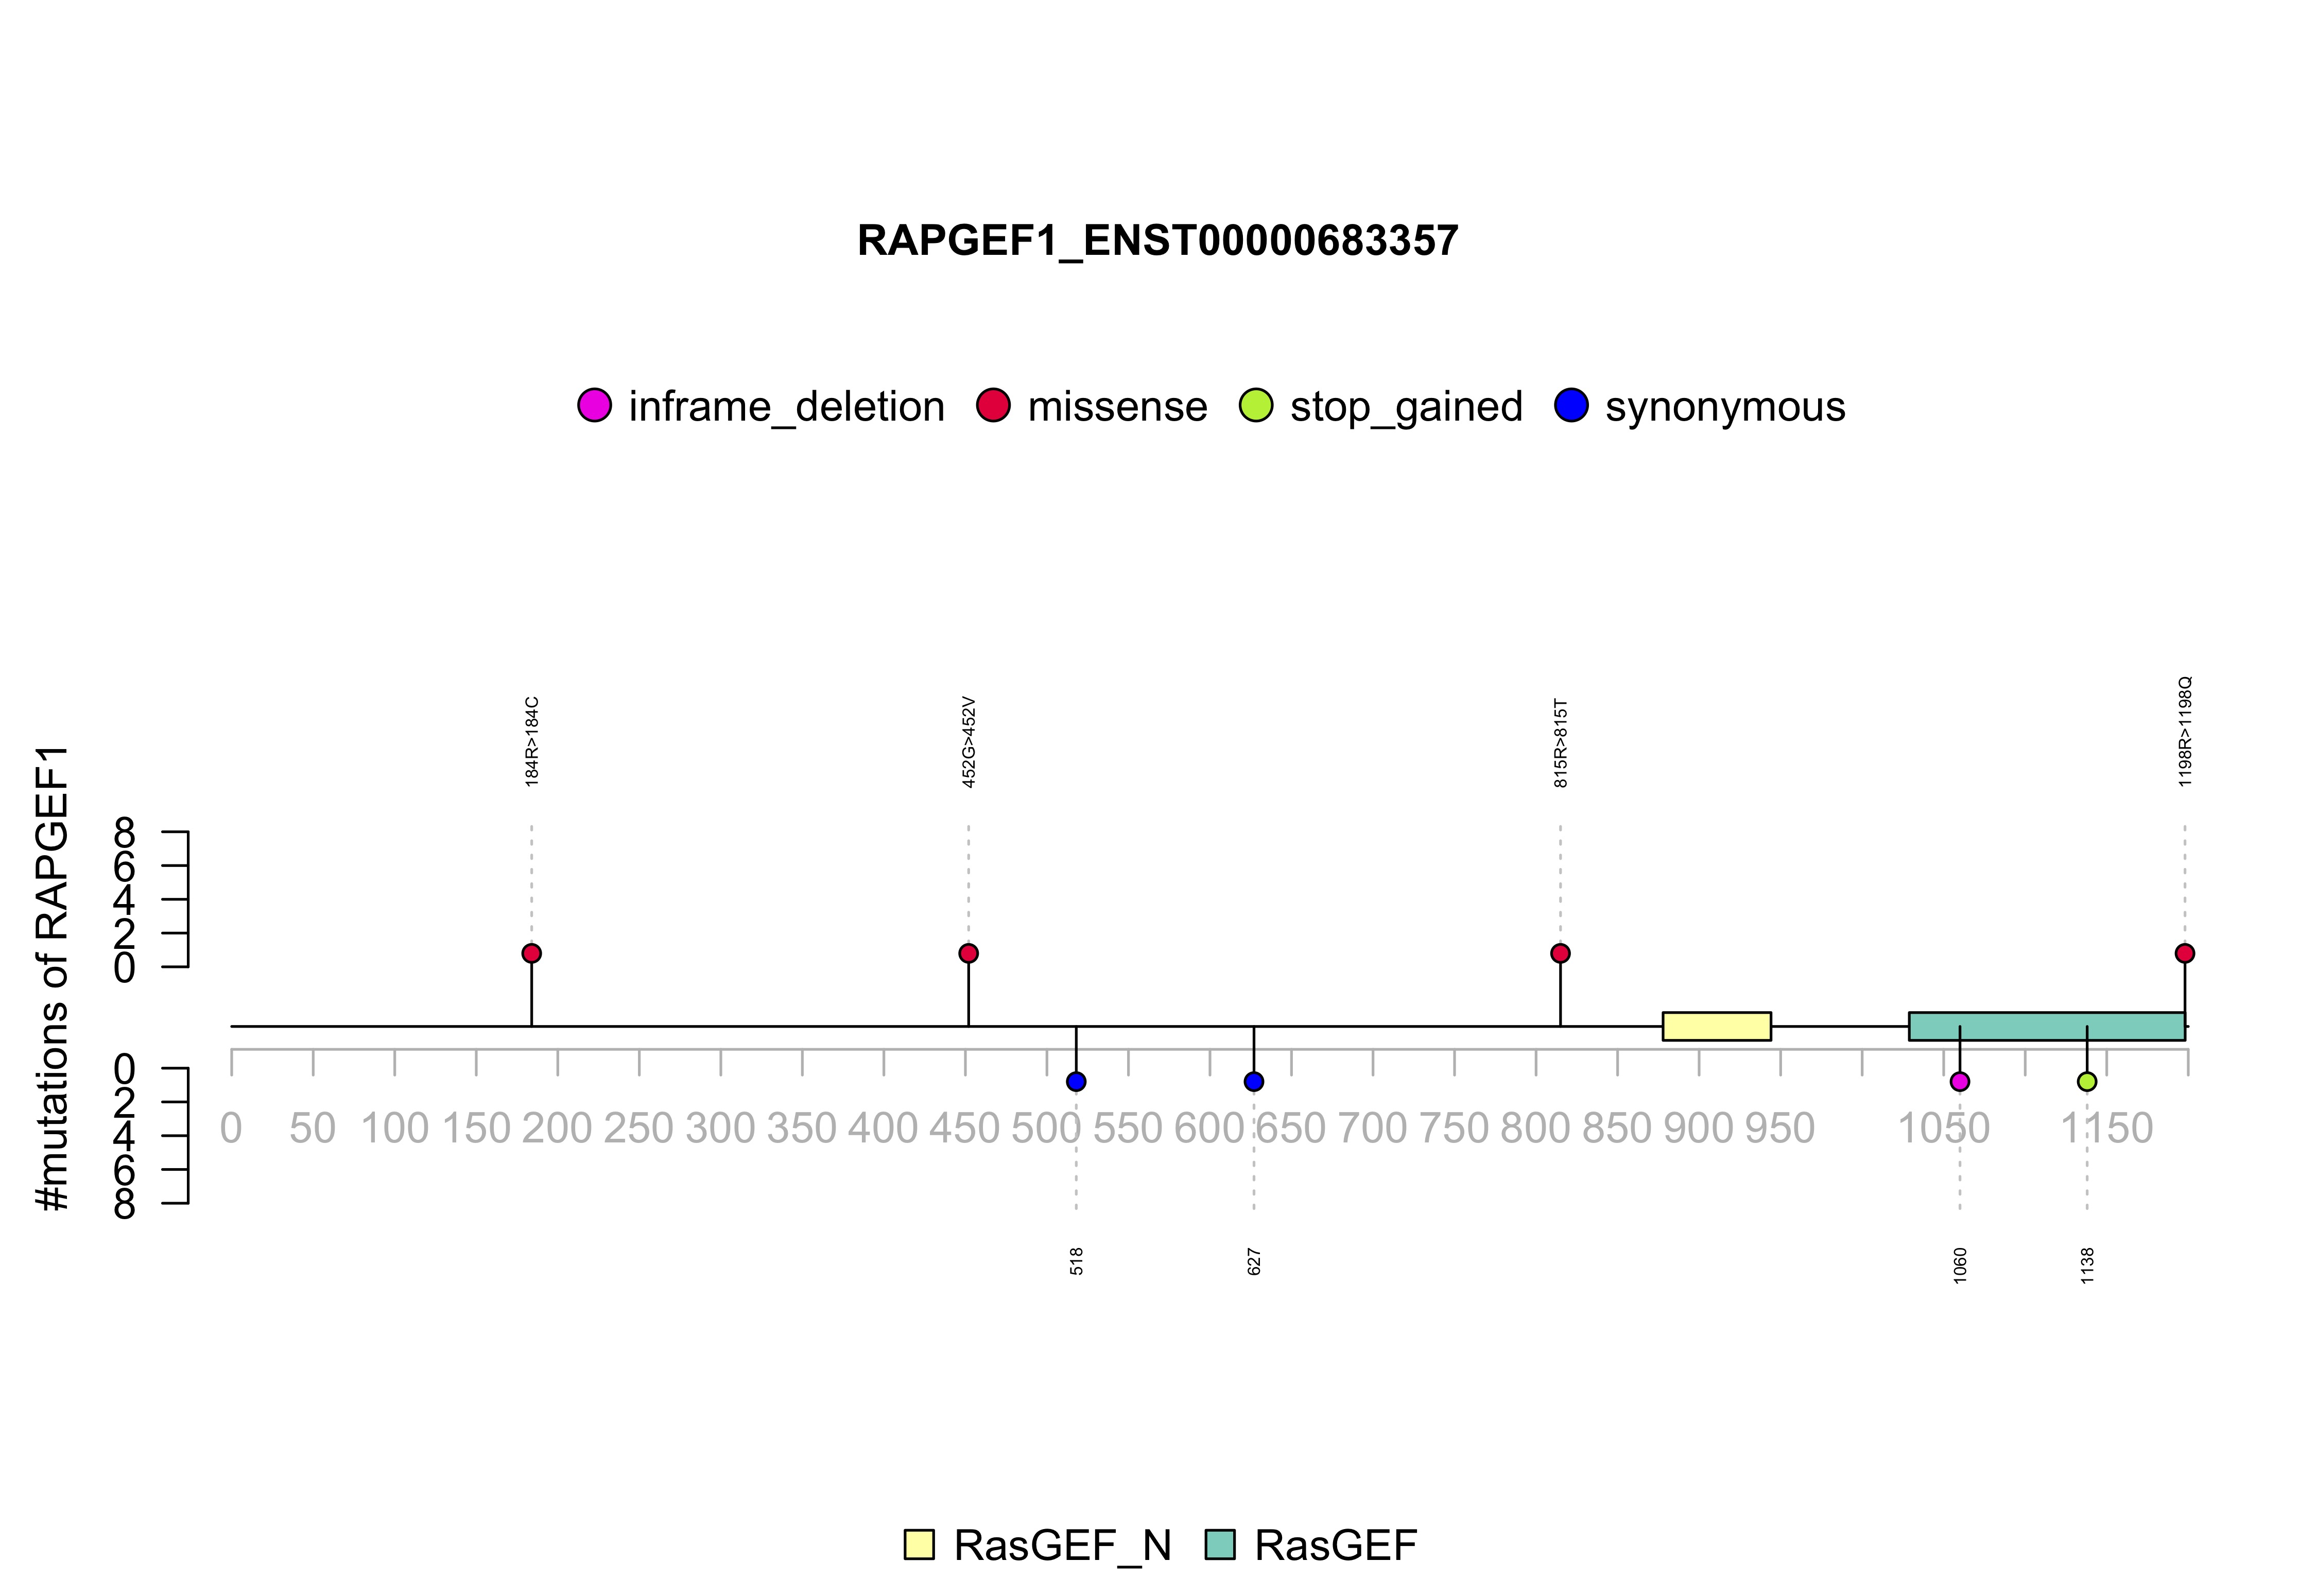 RAPGEF1_ENST00000683357
inframe_deletion missense stop_gained synonymous
184R>184C 452G>452V 815R>815T 1198R>1198Q
#mutations of RAPGEF1
8
6
4
2
0
0
2
4
6
8
0 50 100 150 200 250 300 350 400 450 500 550 600 650 700 750 800 850 900 950 1050 1150
518 627 1060 1138
RasGEF_N RasGEF